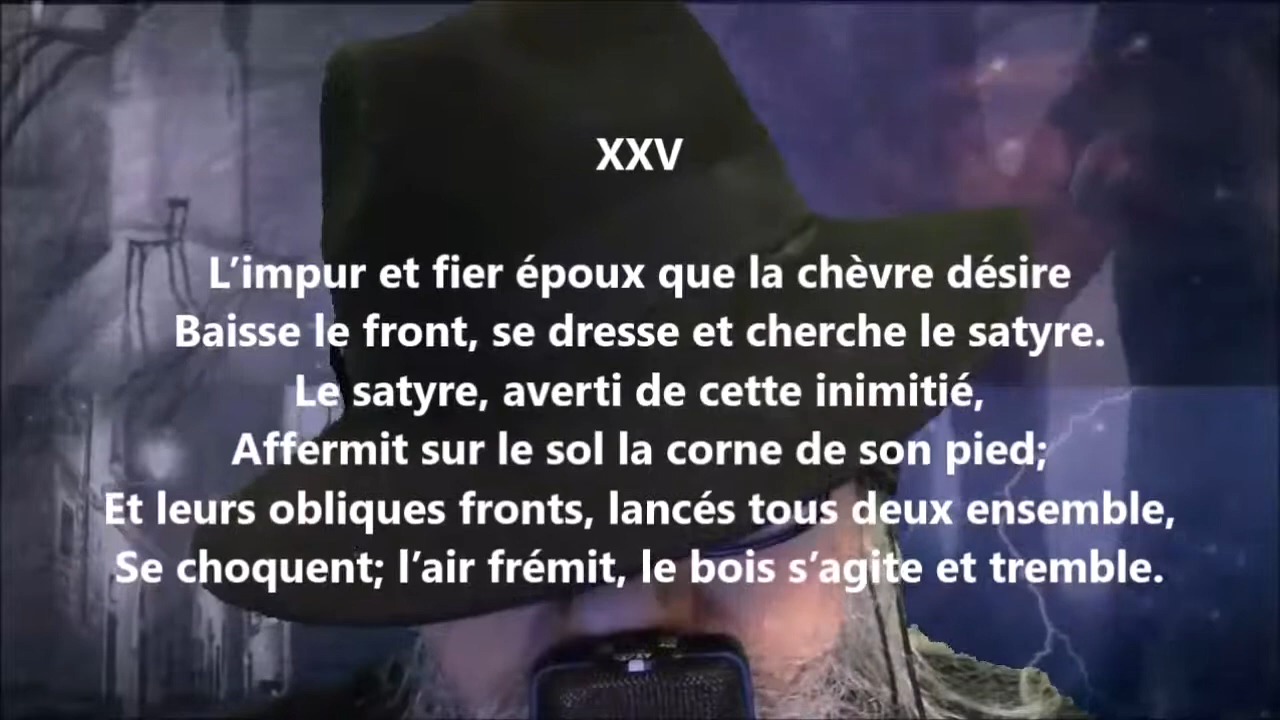 XXV
L’impur et fier époux que la chèvre désire
Baisse le front, se dresse et cherche le satyre.
Le satyre, averti de cette inimitié,
Affermit sur le sol la corne de son pied;
Et leurs obliques fronts, lancés tous deux ensemble,
Se choquent; l’air frémit, le bois s’agite et tremble.